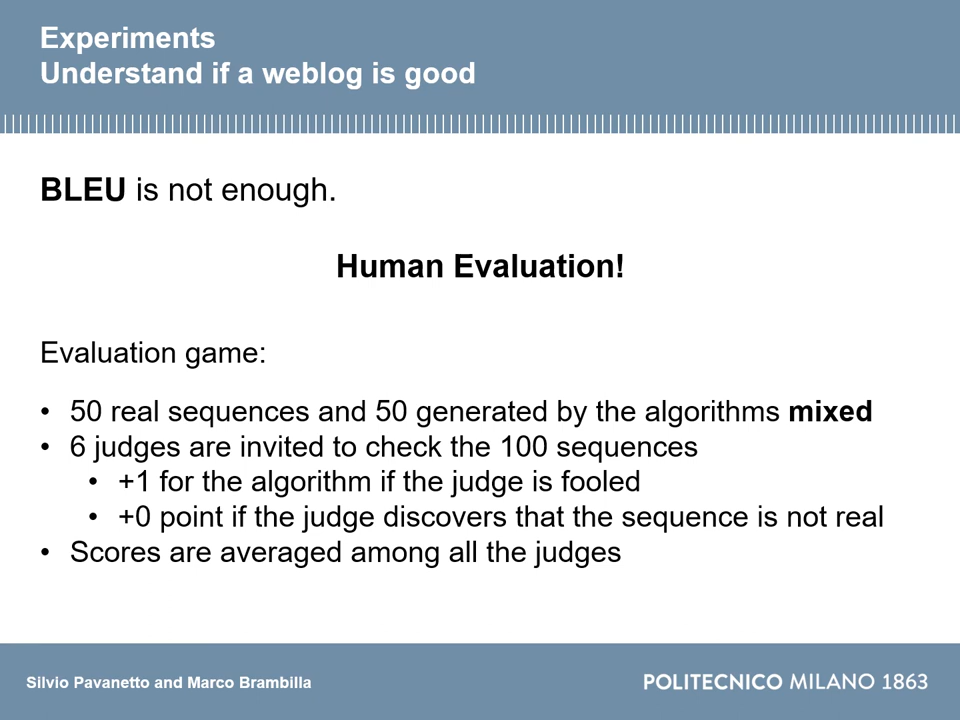 Experiments
Understand if a weblog is good
BLEU is not enough.
Human Evaluation!
Evaluation game:
• 50 real sequences and 50 generated by the algorithms mixed
• 6 judges are invited to check the 100 sequences
• +1 for the algorithm if the judge is fooled
• +0 point if the judge discovers that the sequence is not real
• Scores are averaged among all the judges
Silvio Pavanetto and Marco Brambilla
POLITECNICO MILANO 1863